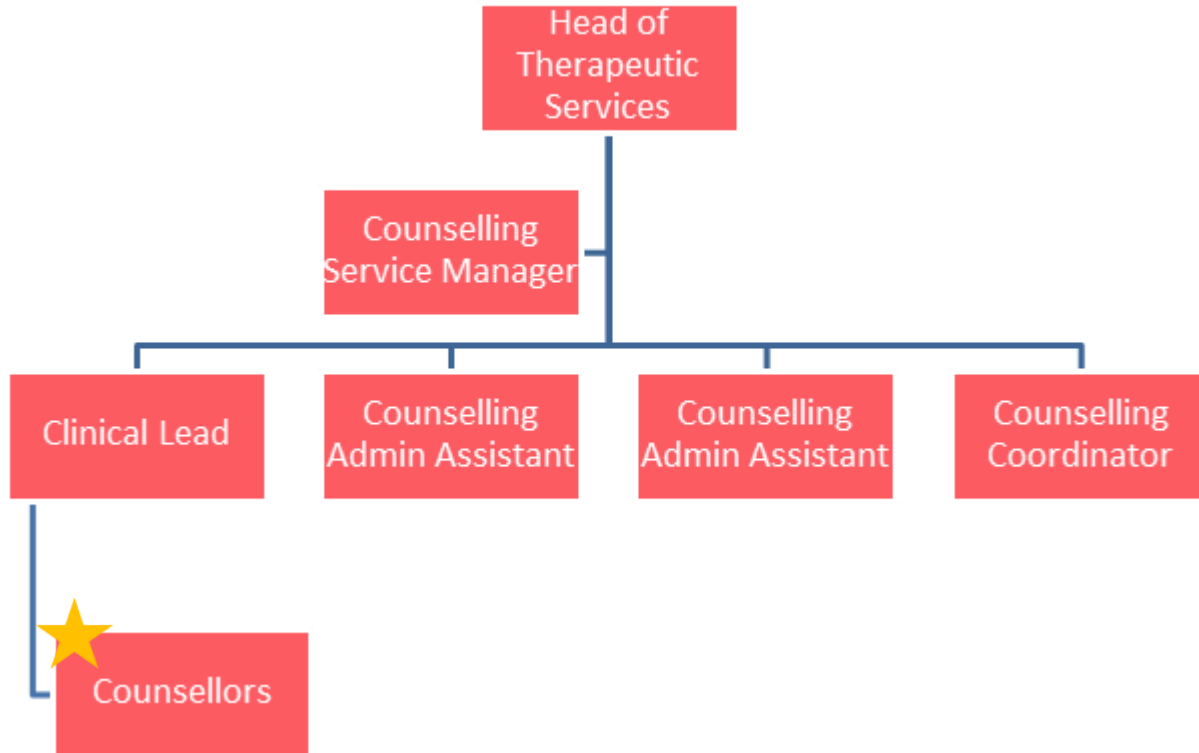 Head of
Therapeutic
Services
Counselling
Service Manager
Clinical Lead
Counselling
Admin Assistant
Counselling
Admin Assistant
Counselling
Coordinator
Counsellors